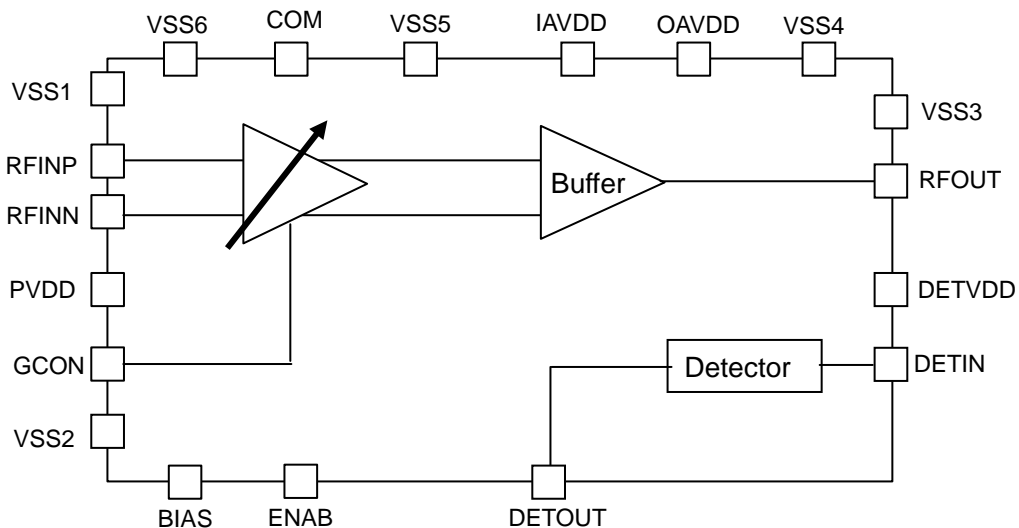 VSS6
COM
VSS5
IAVDD
OAVDD
VSS4
VSS1
VSS3
RFINP
Buffer
RFOUT
RFINN
PVDD
DETVDD
GCON
Detector
DETIN
VSS2
BIAS
ENAB
DETOUT